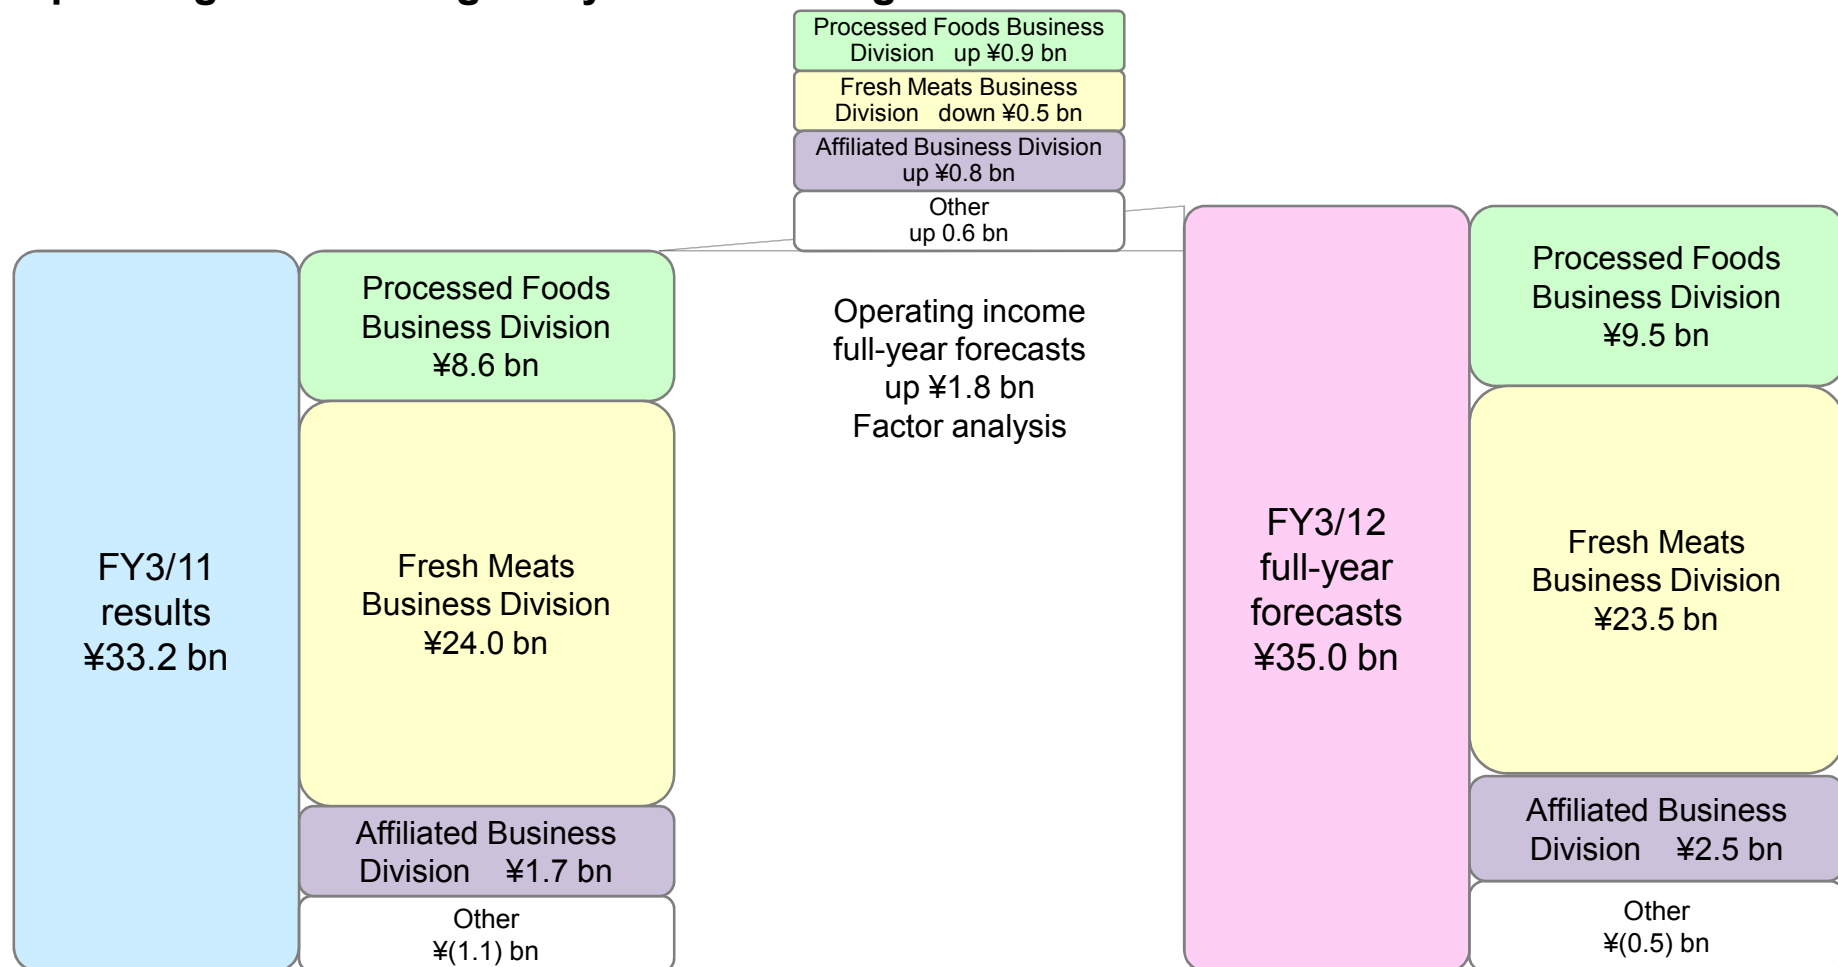 Processed Foods Business
Division up ¥0.9 bn
Fresh Meats Business
Division down ¥0.5 bn
Affiliated Business Division
up ¥0.8 bn
Other
up 0.6 bn
FY3/11
results
¥33.2 bn
Processed Foods
Business Division
¥8.6 bn
Fresh Meats
Business Division
¥24.0 bn
Affiliated Business
Division ¥1.7 bn
Other
¥(1.1) bn
Operating income
full-year forecasts
up ¥1.8 bn
Factor analysis
FY3/12
full-year
forecasts
¥35.0 bn
Processed Foods
Business Division
¥9.5 bn
Fresh Meats
Business Division
¥23.5 bn
Affiliated Business
Division ¥2.5 bn
Other
¥(0.5) bn